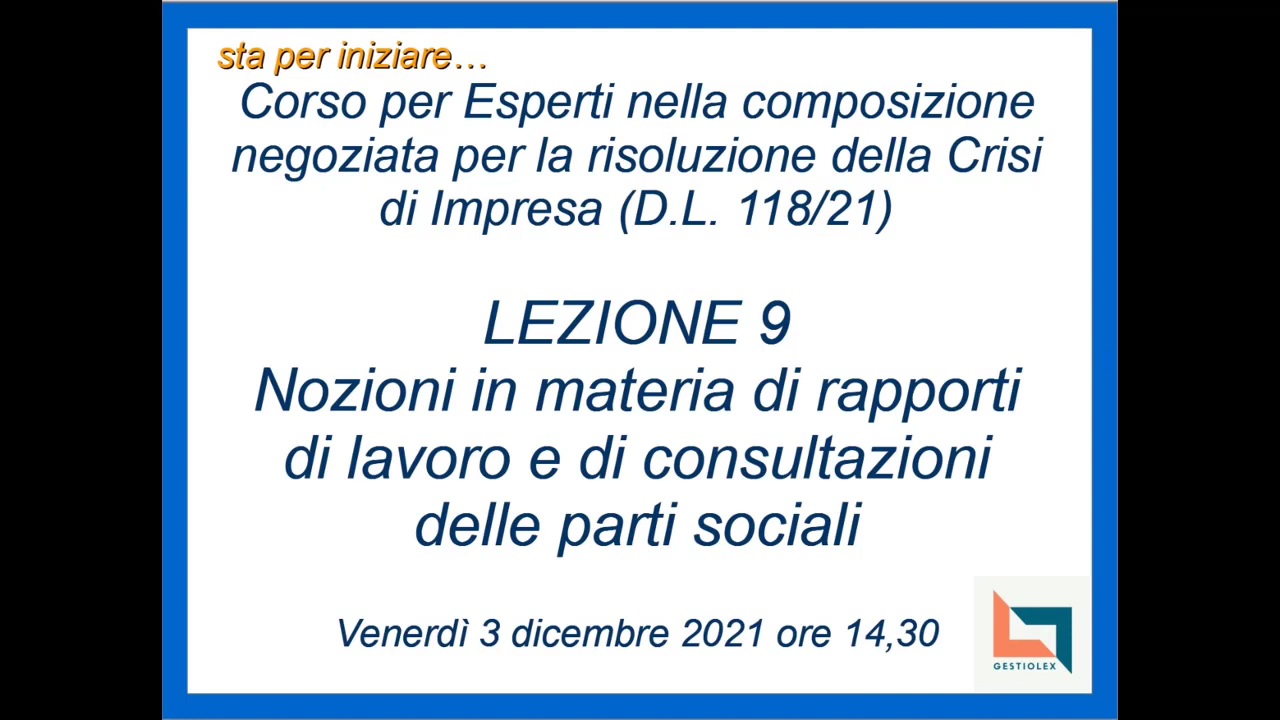 sta per iniziare...
Corso per Esperti nella composizione
negoziata per la risoluzione della Crisi
di Impresa (D.L. 118/21)
LEZIONE 9
Nozioni in materia di rapporti
di lavoro e di consultazioni
delle parti sociali
Venerdì 3 dicembre 2021 ore 14,30
GESTIOLEX